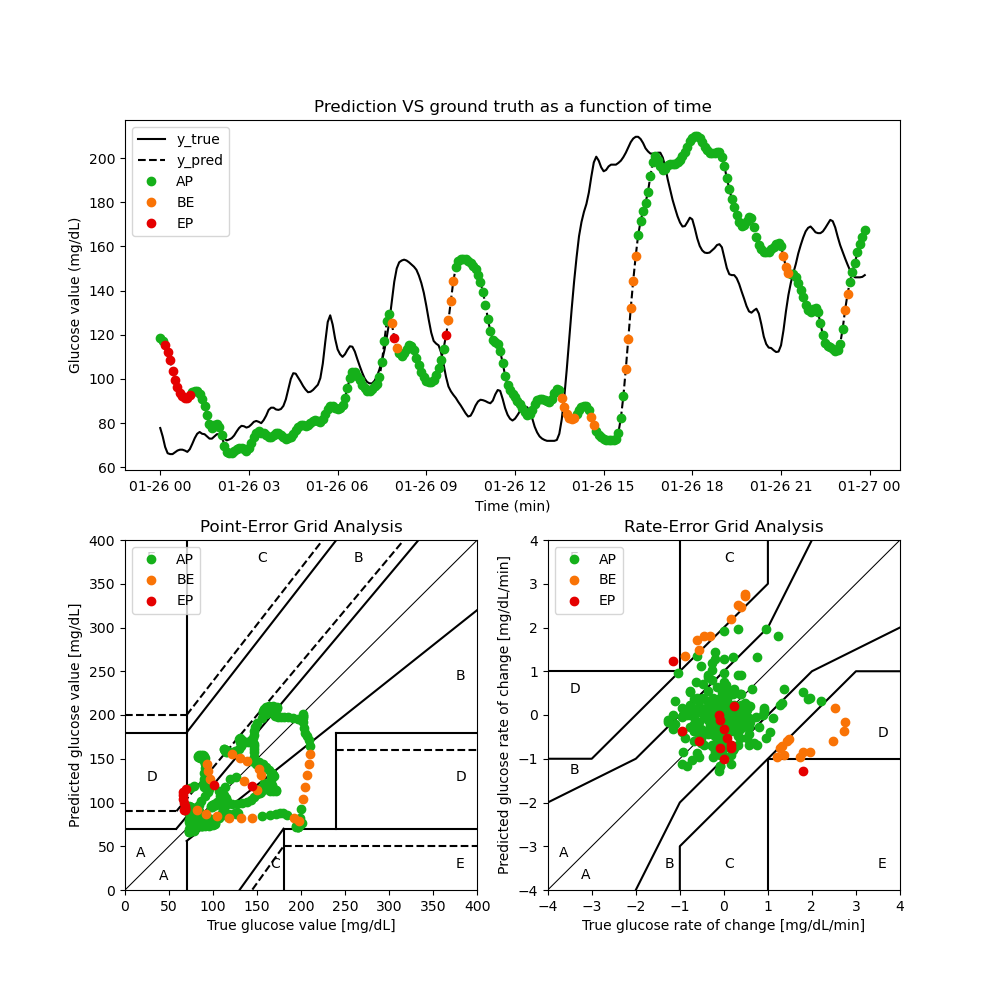 Prediction VS ground truth as a function of time
Glucose value (mg/dL)
200
180
160
140
120
100
80
60
y_true
y_pred
AP
BE
EP
01-26 00 01-26 03 01-26 06 01-26 09 01-26 12 01-26 15 01-26 18 01-26 21 01-27 00
Time (min)
Point-Error Grid Analysis
Predicted glucose value [mg/dL]
400
350
300
250
200
150
100
50
0
AP
BE
EP
C
B
B
D
D
A
A
C
E
0 50 100 150 200 250 300 350 400
True glucose value [mg/dL]
Rate-Error Grid Analysis
Predicted glucose rate of change [mg/dL/min]
4
3
2
1
0
−1
−2
−3
−4
AP
BE
EP
C
D
D
B
A
A
B
C
E
−4 −3 −2 −1 0 1 2 3 4
True glucose rate of change [mg/dL/min]